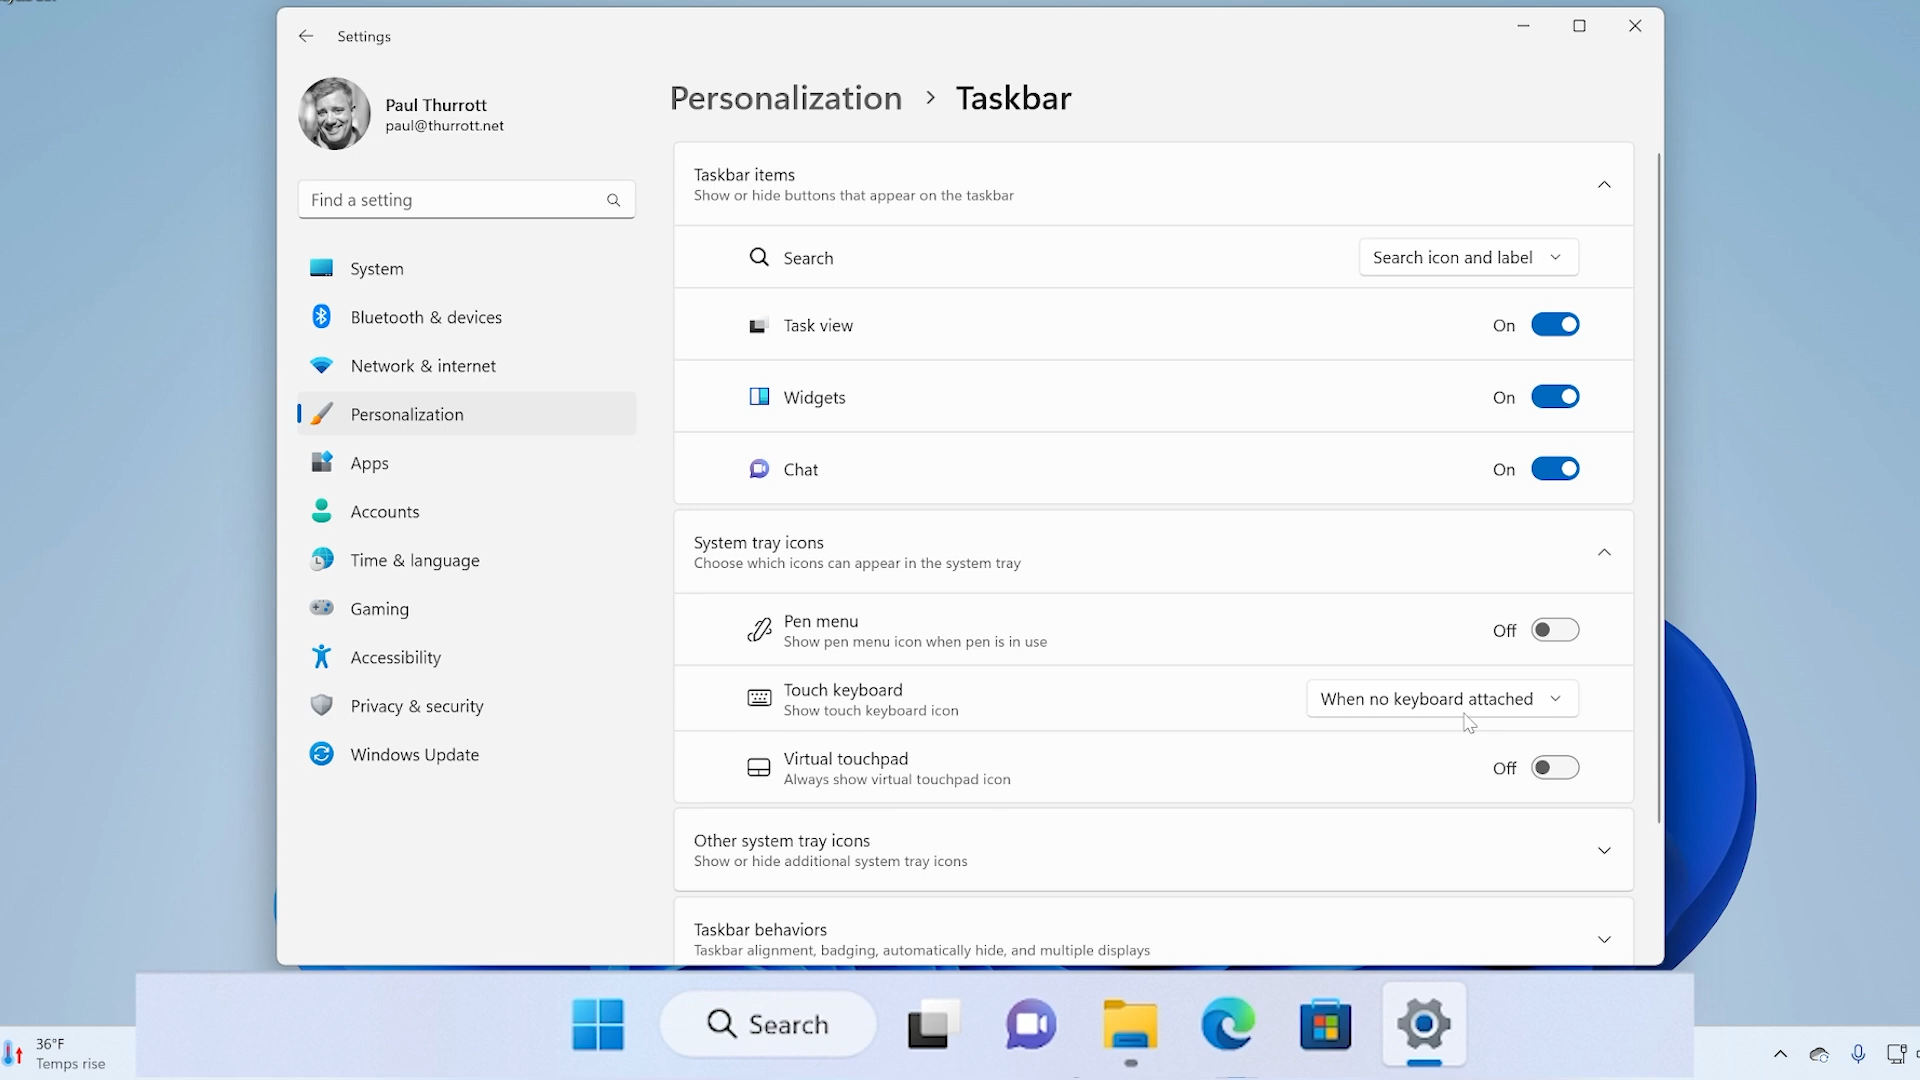 Settings
Paul Thurrott
paul@thurrott.net
Find a setting
System
Bluetooth & devices
Network & internet
Personalization
Apps
Accounts
Time & language
Gaming
Accessibility
Privacy & security
Windows Update
Personalization > Taskbar
Taskbar items
Show or hide buttons that appear on the taskbar
Search
Search icon and label
Task view
On
Widgets
On
Chat
On
System tray icons
Choose which icons can appear in the system tray
Pen menu
Show pen menu icon when pen is in use
Off
Touch keyboard
Show touch keyboard icon
When no keyboard attached
Virtual touchpad
Always show virtual touchpad icon
Off
Other system tray icons
Show or hide additional system tray icons
Taskbar behaviors
Taskbar alignment, badging, automatically hide, and multiple displays
36°F
Temps rise
Search